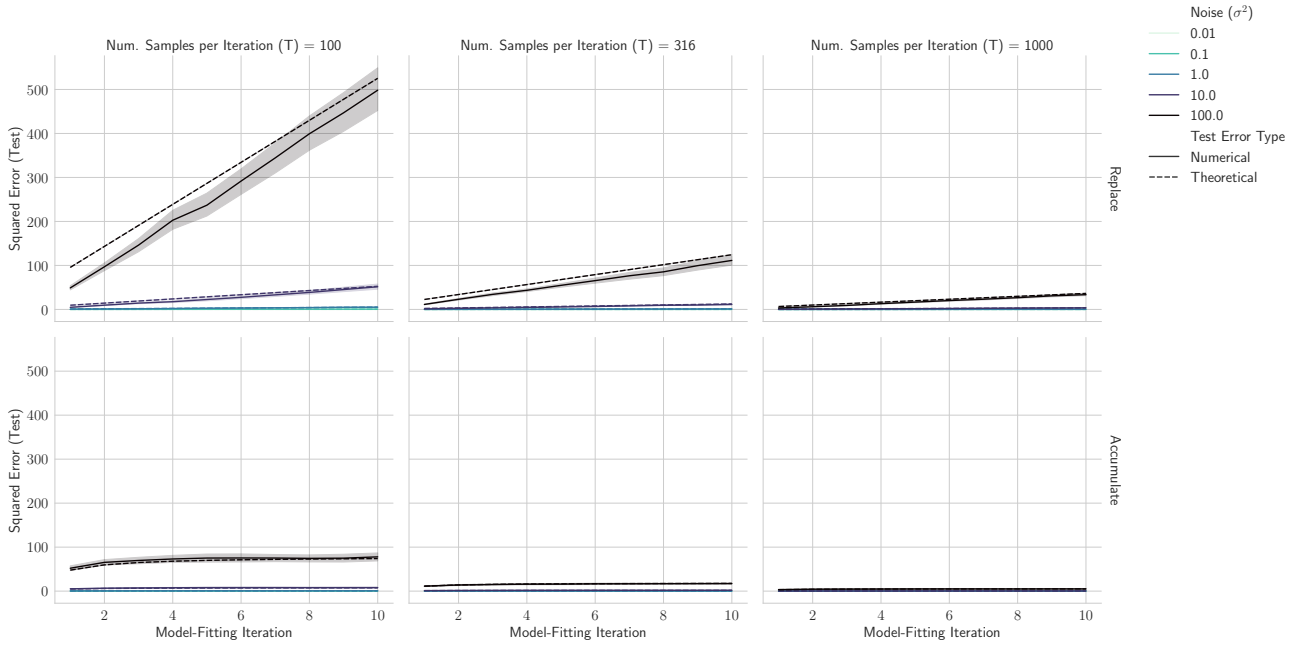 Noise (σ²)
0.01
0.1
1.0
10.0
100.0
Test Error Type
Numerical
Theoretical
Num. Samples per Iteration (T) = 100
Num. Samples per Iteration (T) = 316
Num. Samples per Iteration (T) = 1000
500
400
300
200
100
0
Squared Error (Test)
Replace
500
400
300
200
100
0
Squared Error (Test)
Accumulate
2 4 6 8 10
2 4 6 8 10
2 4 6 8 10
Model-Fitting Iteration
Model-Fitting Iteration
Model-Fitting Iteration